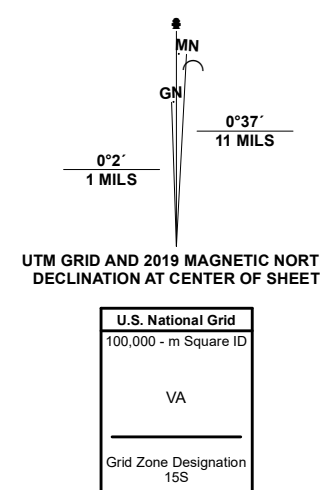 MN
GN
0°37´
11 MILS
0°2´
1 MILS
UTM GRID AND 2019 MAGNETIC NORT
DECLINATION AT CENTER OF SHEET
U.S. National Grid
100,000 - m Square ID
VA
Grid Zone Designation
15S